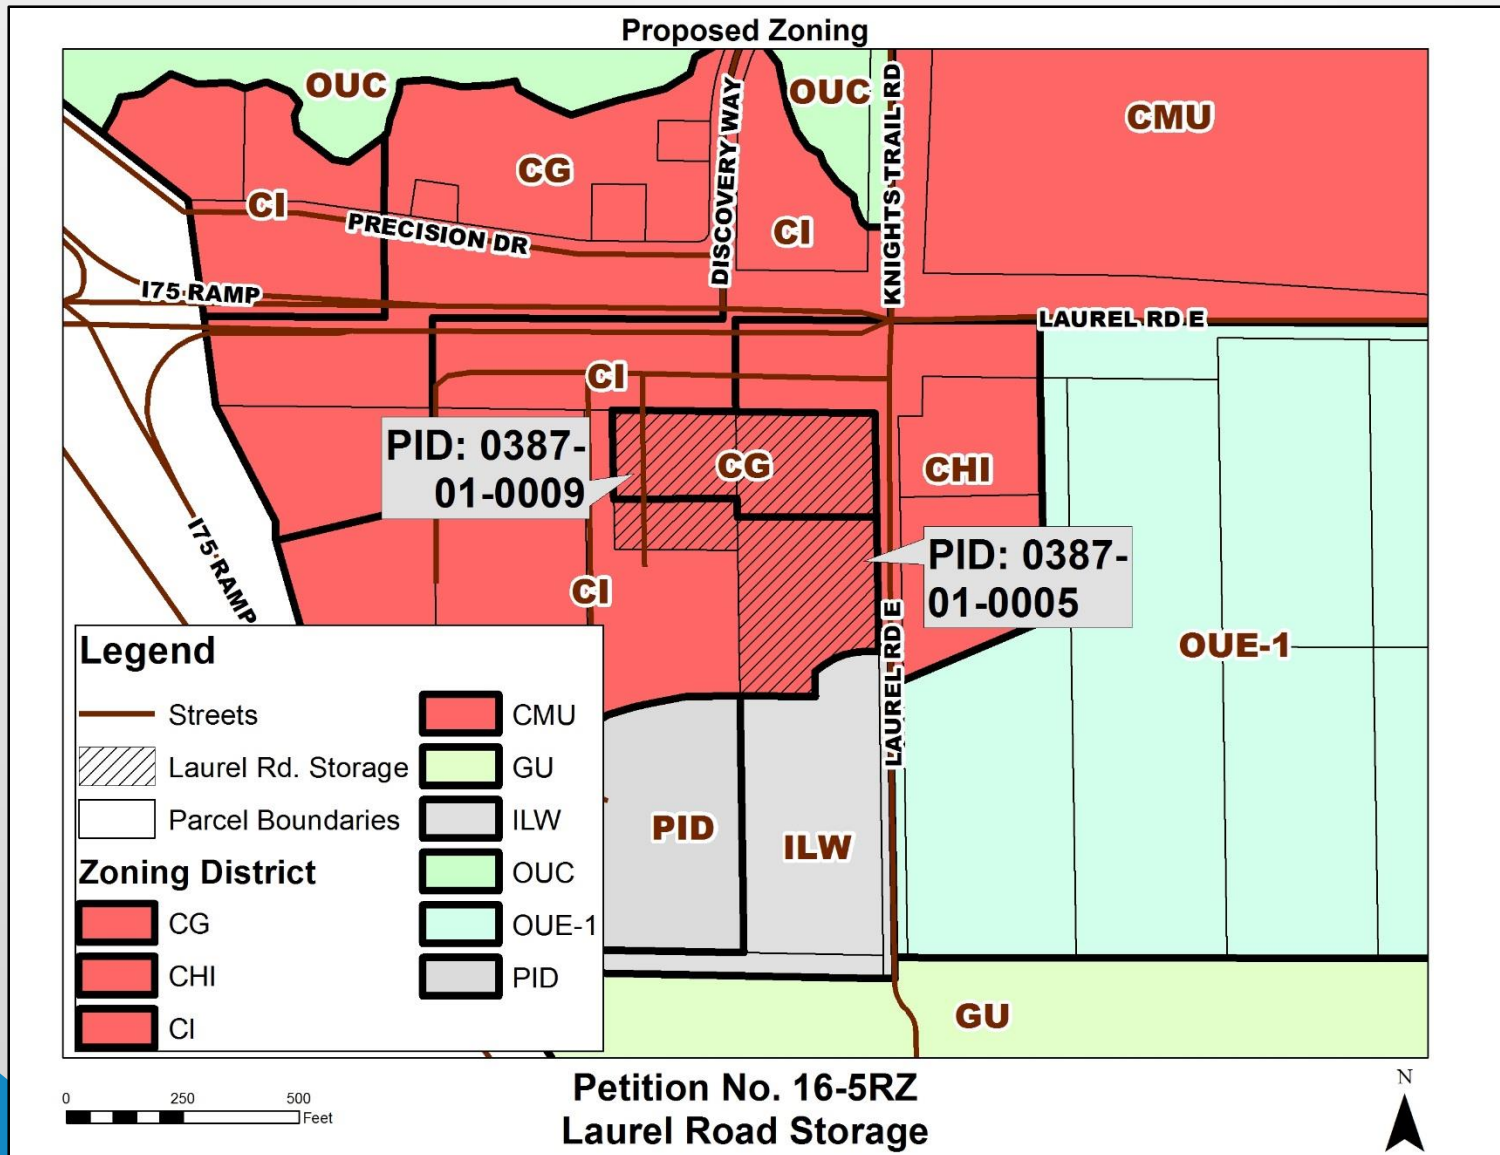 Proposed Zoning
OUC
OUC
CMU
CG
CI
CI
PRECISION DR
DISCOVERY WAY
KNIGHTS TRAIL RD
I75 RAMP
LAUREL RD E
CI
PID: 0387-
01-0009
CG
CHI
PID: 0387-
01-0005
I75 RAMP
CI
LAUREL RD E
OUE-1
PID
ILW
GU
Legend
Streets
Laurel Rd. Storage
Parcel Boundaries
Zoning District
CG
CHI
CI
CMU
GU
ILW
OUC
OUE-1
PID
0 250 500
Feet
Petition No. 16-5RZ
Laurel Road Storage
N